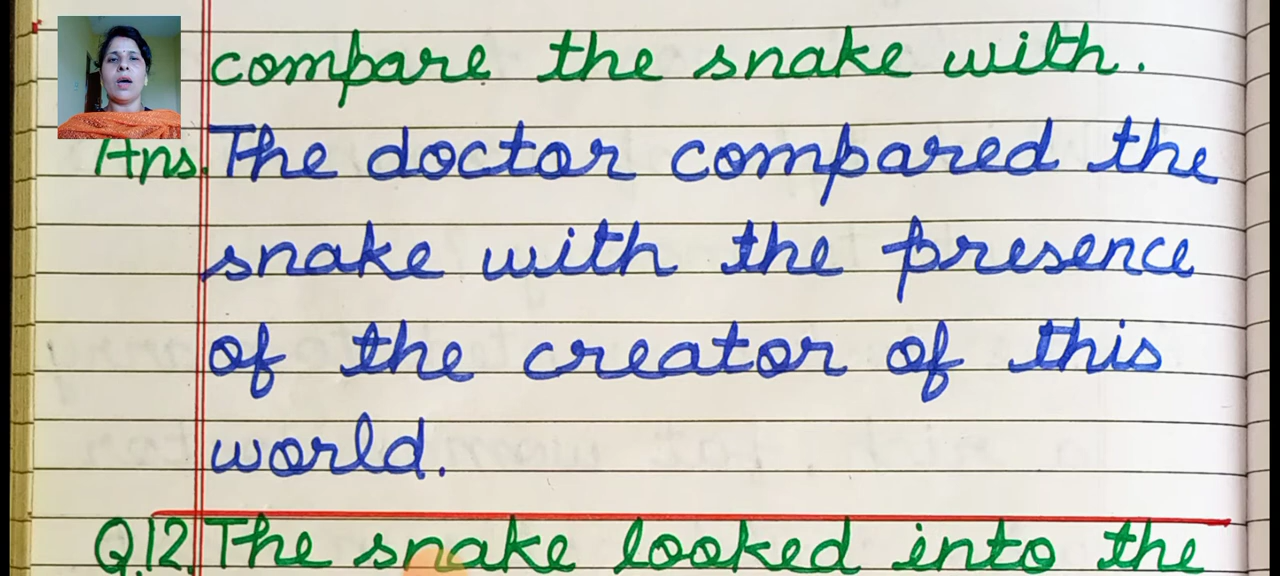 compare the snake with.
Ans. The doctor compared the
snake with the presence
of the creator of this
world.
Q.12. The snake looked into the